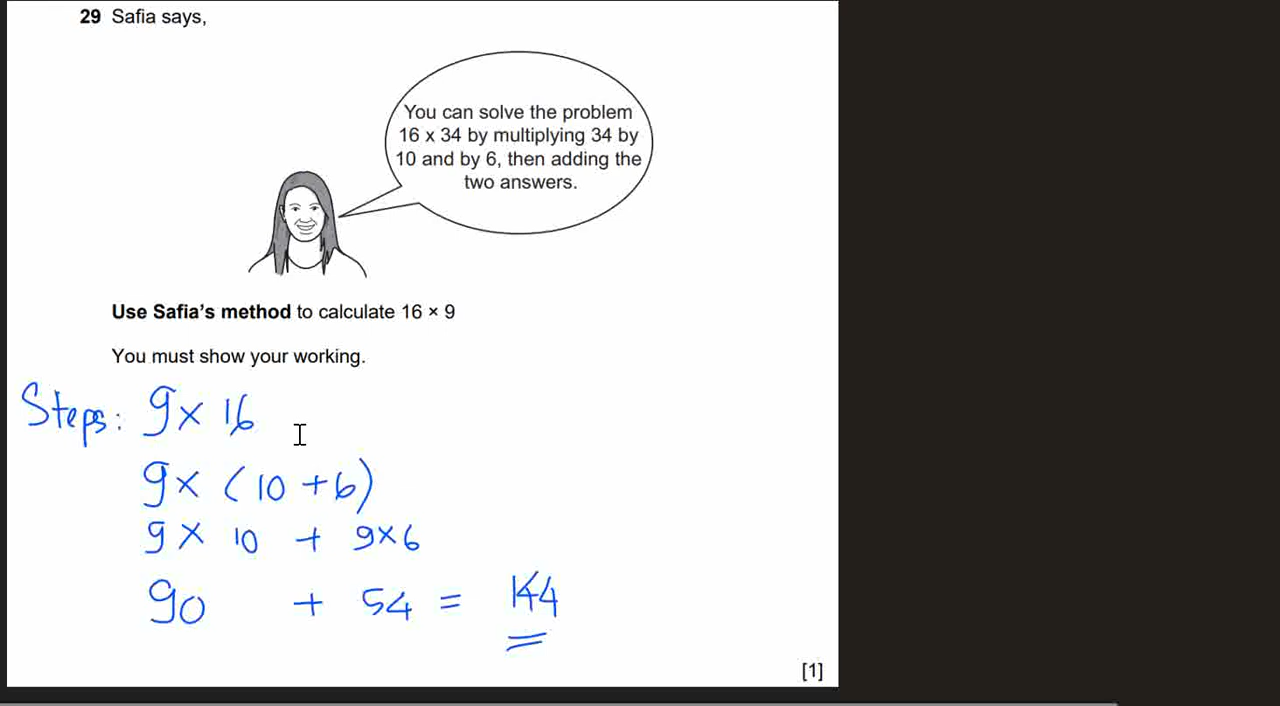 29 Safia says,
You can solve the problem
16 x 34 by multiplying 34 by
10 and by 6, then adding the
two answers.
Use Safia's method to calculate 16 × 9
You must show your working.
Steps: 9 × 16
9 × (10 + 6)
9 × 10 + 9 × 6
90 + 54 = 144
[1]